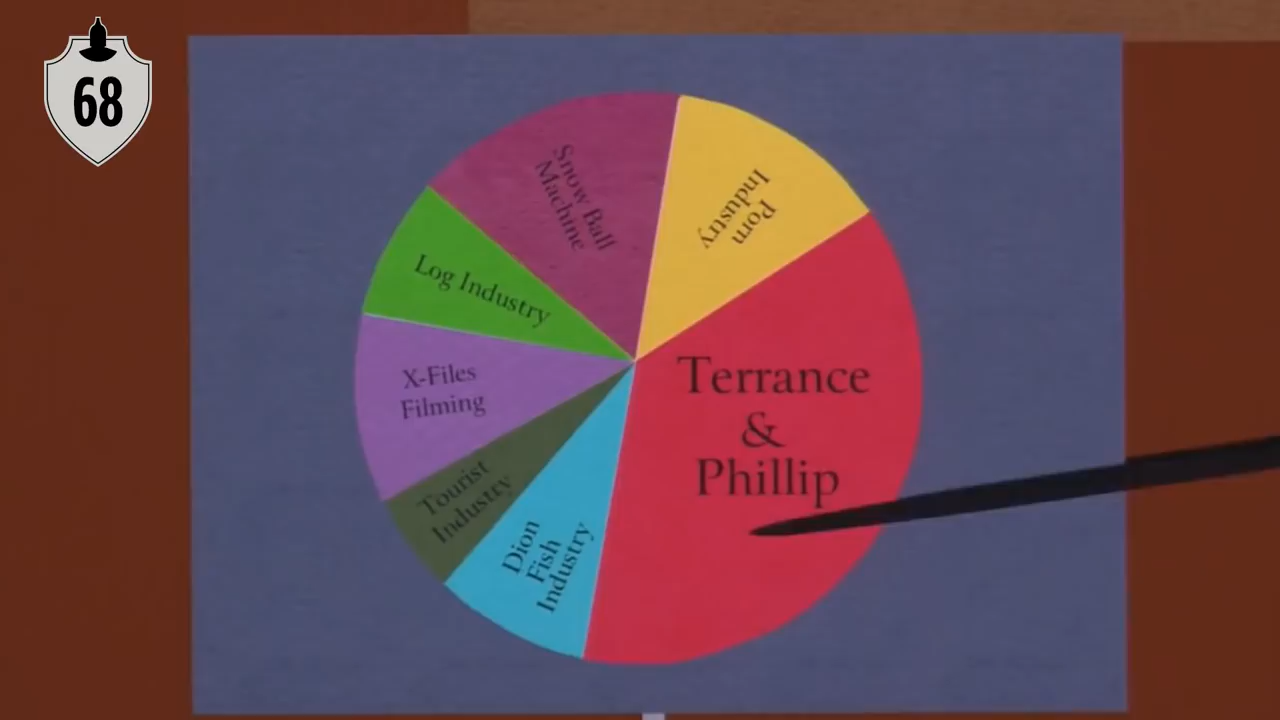 68
Snow Ball
Machine
Porn
Industry
Log Industry
X-Files
Filming
Terrance
&
Phillip
Tourist
Industry
Dion
Fish
Industry